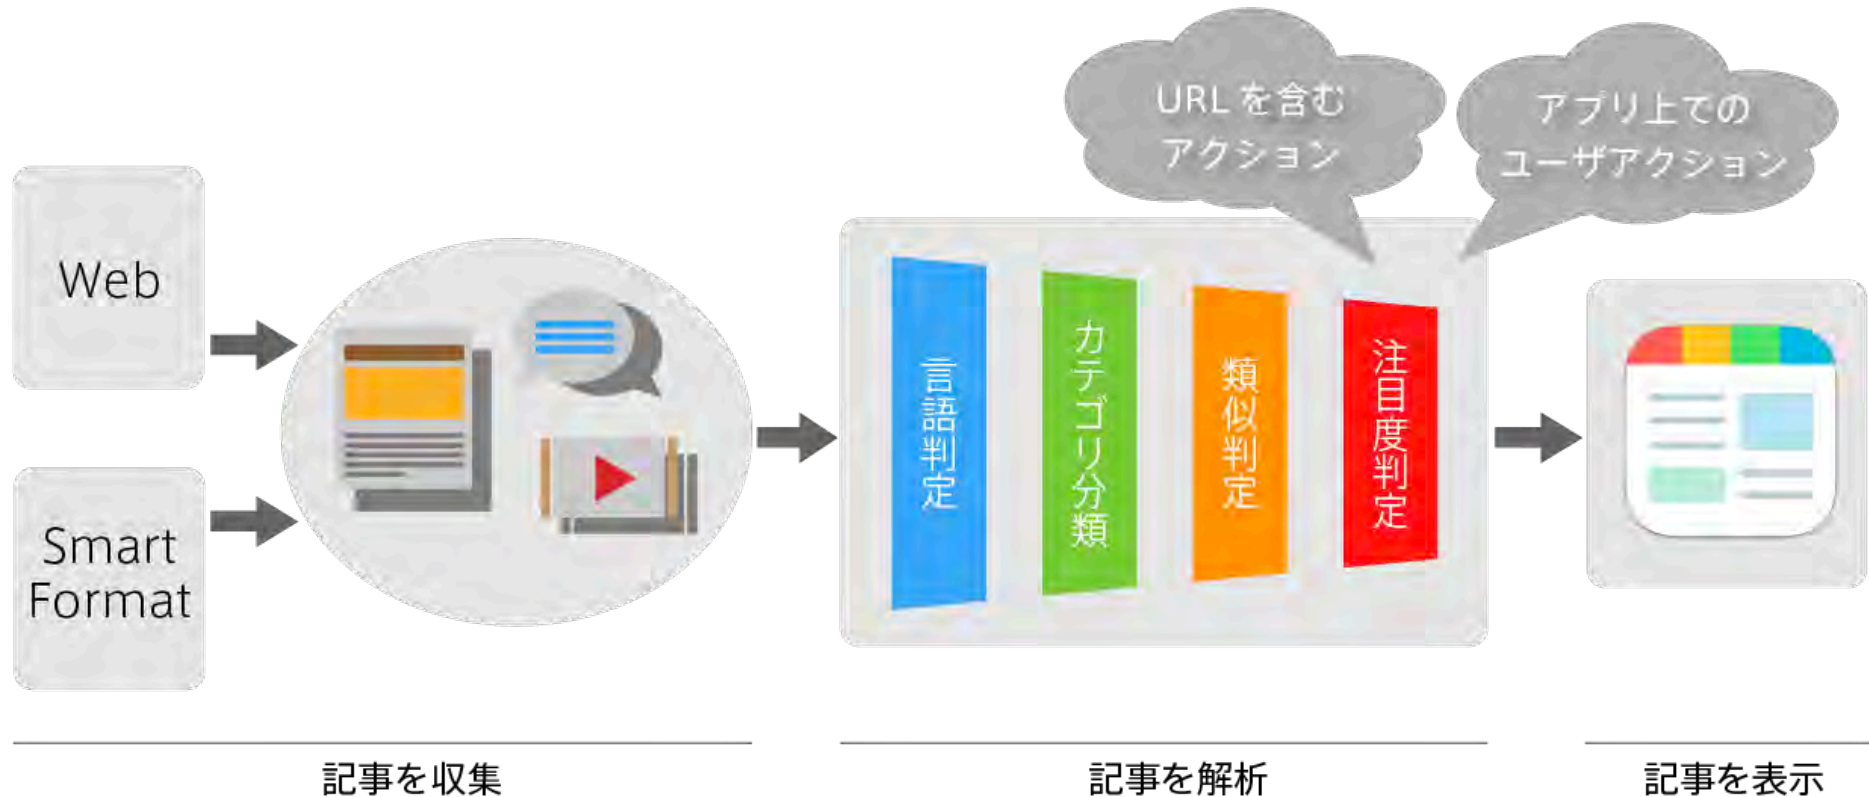 URL を含む
アクション
アプリ上での
ユーザアクション
Web
Smart
Format
言語判定
カテゴリ分類
類似判定
注目度判定
記事を収集
記事を解析
記事を表示